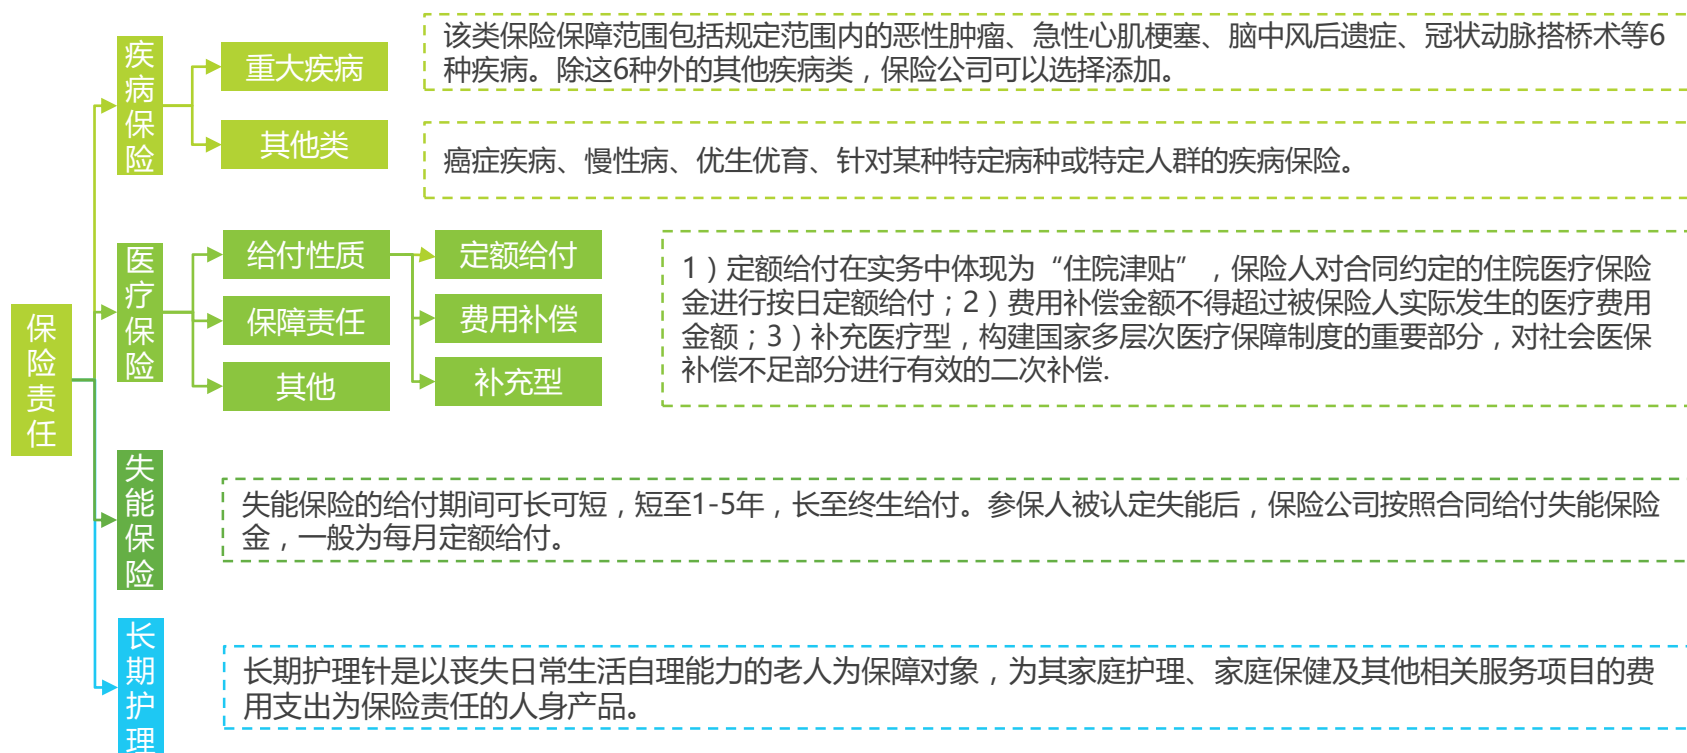 保险责任
疾病保险
重大疾病
该类保险保障范围包括规定范围内的恶性肿瘤、急性心肌梗塞、脑中风后遗症、冠状动脉搭桥术等6
种疾病。除这6种外的其他疾病类，保险公司可以选择添加。
其他类
癌症疾病、慢性病、优生优育、针对某种特定病种或特定人群的疾病保险。
医疗保险
给付性质
保障责任
其他
定额给付
费用补偿
补充型
1）定额给付在实务中体现为“住院津贴”，保险人对合同约定的住院医疗保险
金进行按日定额给付；2）费用补偿金额不得超过被保险人实际发生的医疗费用
金额；3）补充医疗型，构建国家多层次医疗保障制度的重要部分，对社会医保
补偿不足部分进行有效的二次补偿.
失能保险
失能保险的给付期间可长可短，短至1-5年，长至终生给付。参保人被认定失能后，保险公司按照合同给付失能保险
金，一般为每月定额给付。
长期护理
长期护理针是以丧失日常生活自理能力的老人为保障对象，为其家庭护理、家庭保健及其他相关服务项目的费
用支出为保险责任的人身产品。